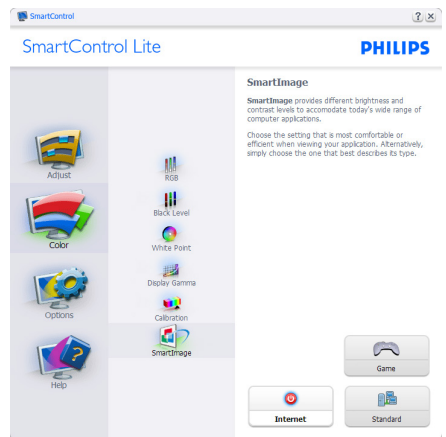 SmartControl
SmartControl Lite
PHILIPS
Adjust
Color
Options
Help
RGB
Black Level
White Point
Display Gamma
Calibration
SmartImage
SmartImage
SmartImage provides different brightness and
contrast levels to accomodate today's wide range of
computer applications.
Choose the setting that is most comfortable or
efficient when viewing your application. Alternatively,
simply choose the one that best describes its type.
Game
Internet
Standard